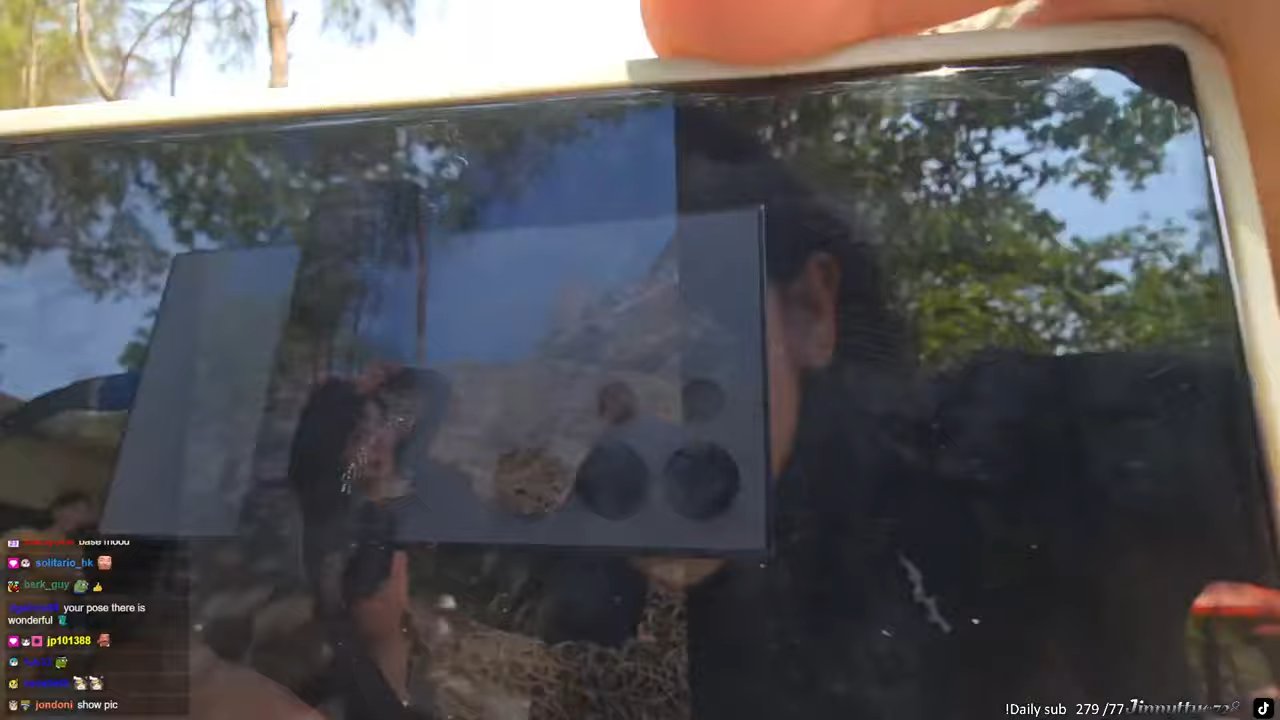 base mood
solitario_hk
bark_guy
your pose there is
wonderful
jp101388
jondoni show pic
!Daily sub 279 /77